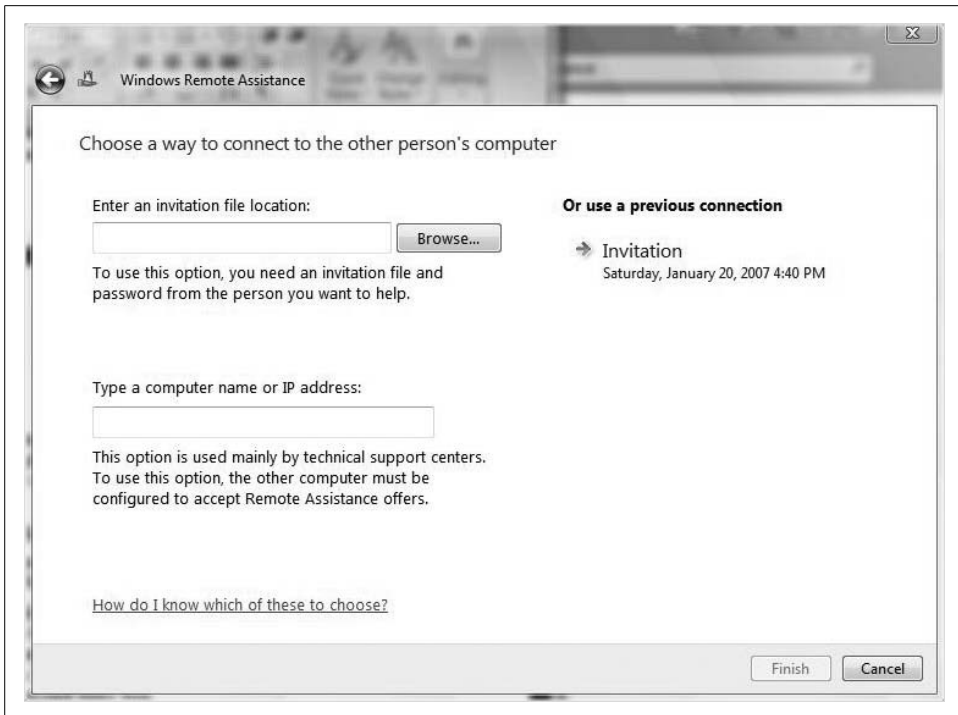 Windows Remote Assistance
Choose a way to connect to the other person's computer
Enter an invitation file location:
Browse...
To use this option, you need an invitation file and
password from the person you want to help.
Or use a previous connection
Invitation
Saturday, January 20, 2007 4:40 PM
Type a computer name or IP address:
This option is used mainly by technical support centers.
To use this option, the other computer must be
configured to accept Remote Assistance offers.
How do I know which of these to choose?
Finish
Cancel